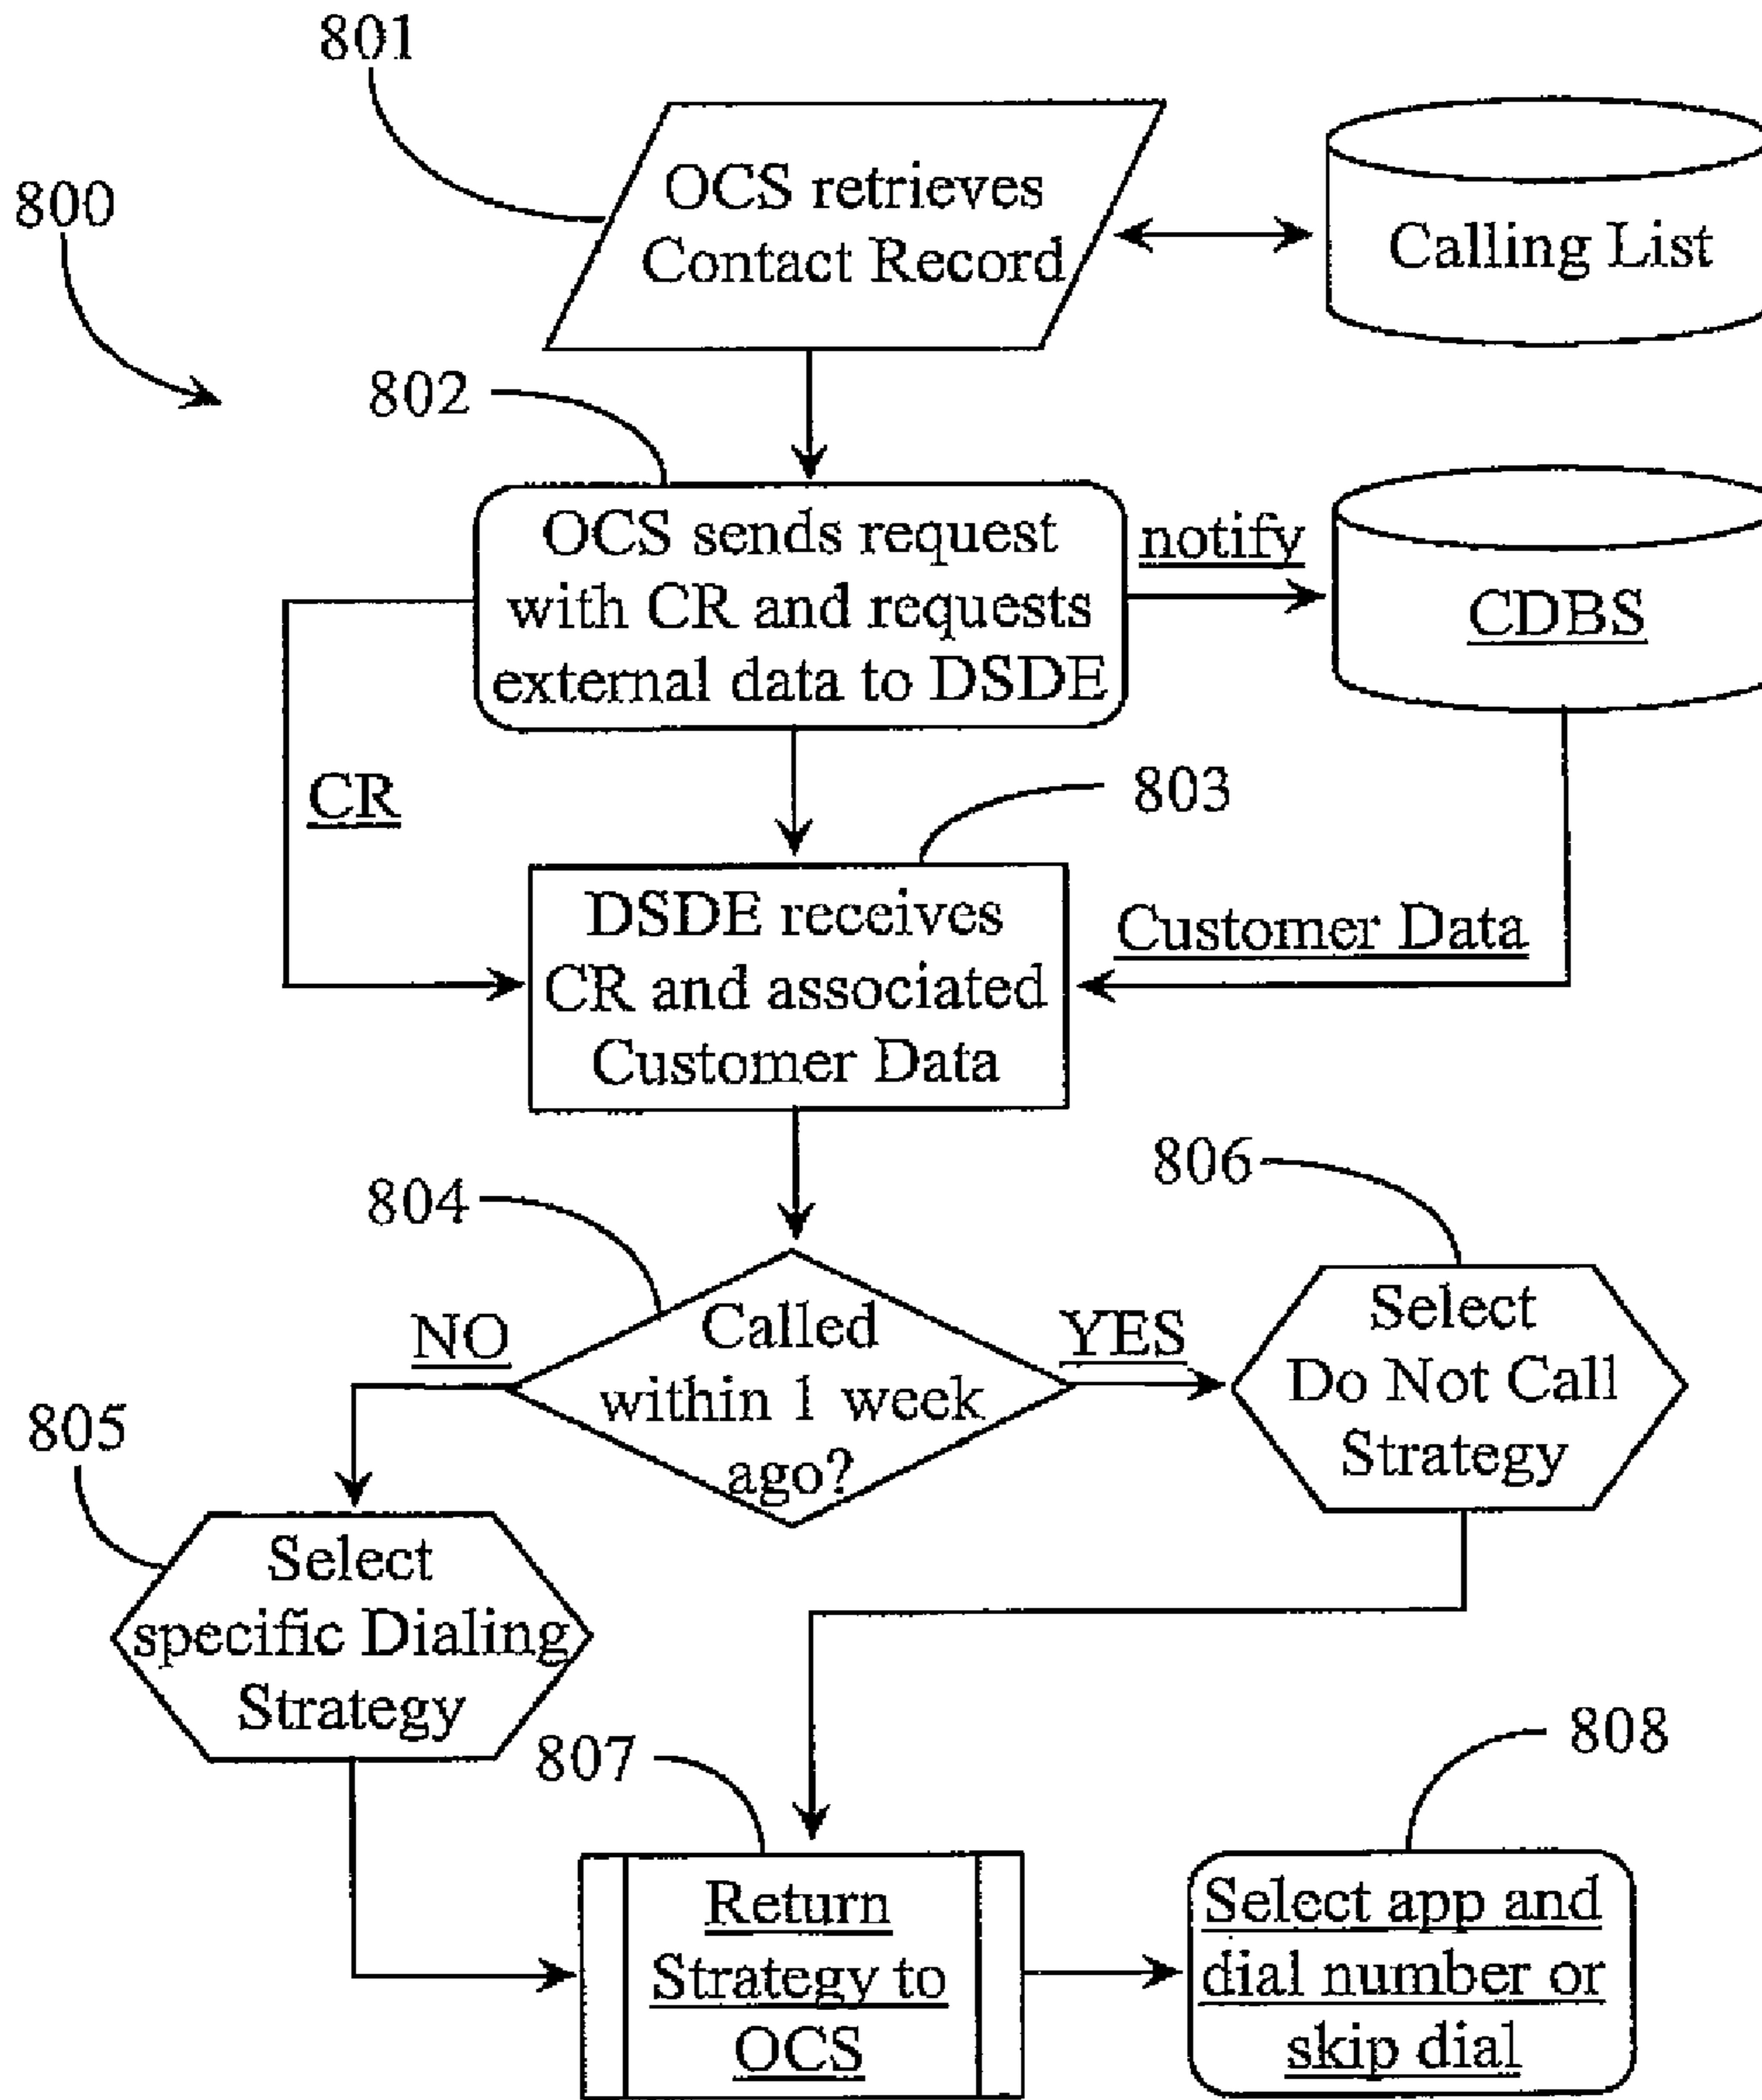 801
OCS retrieves
Contact Record
Calling List
800
802
OCS sends request
with CR and requests
external data to DSDE
notify
CDBS
CR
803
DSDE receives
CR and associated
Customer Data
Customer Data
804
806
Called
within 1 week
ago?
NO
YES
Select
Do Not Call
Strategy
805
Select
specific Dialing
Strategy
807
808
Return
Strategy to
OCS
Select app and
dial number or
skip dial